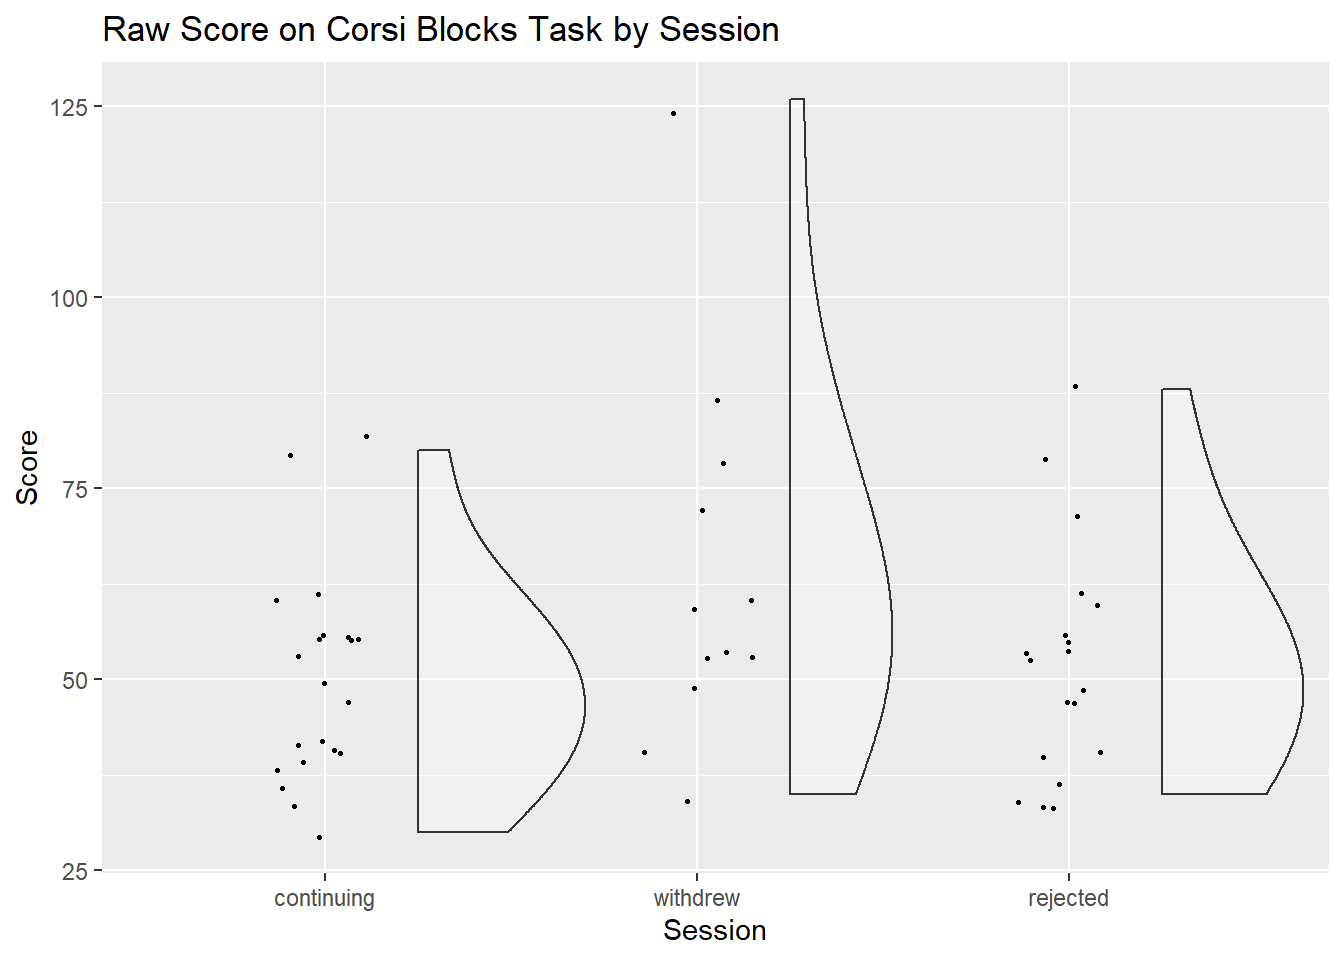 Raw Score on Corsi Blocks Task by Session
125
100
75
50
25
Score
continuing withdrew rejected
Session